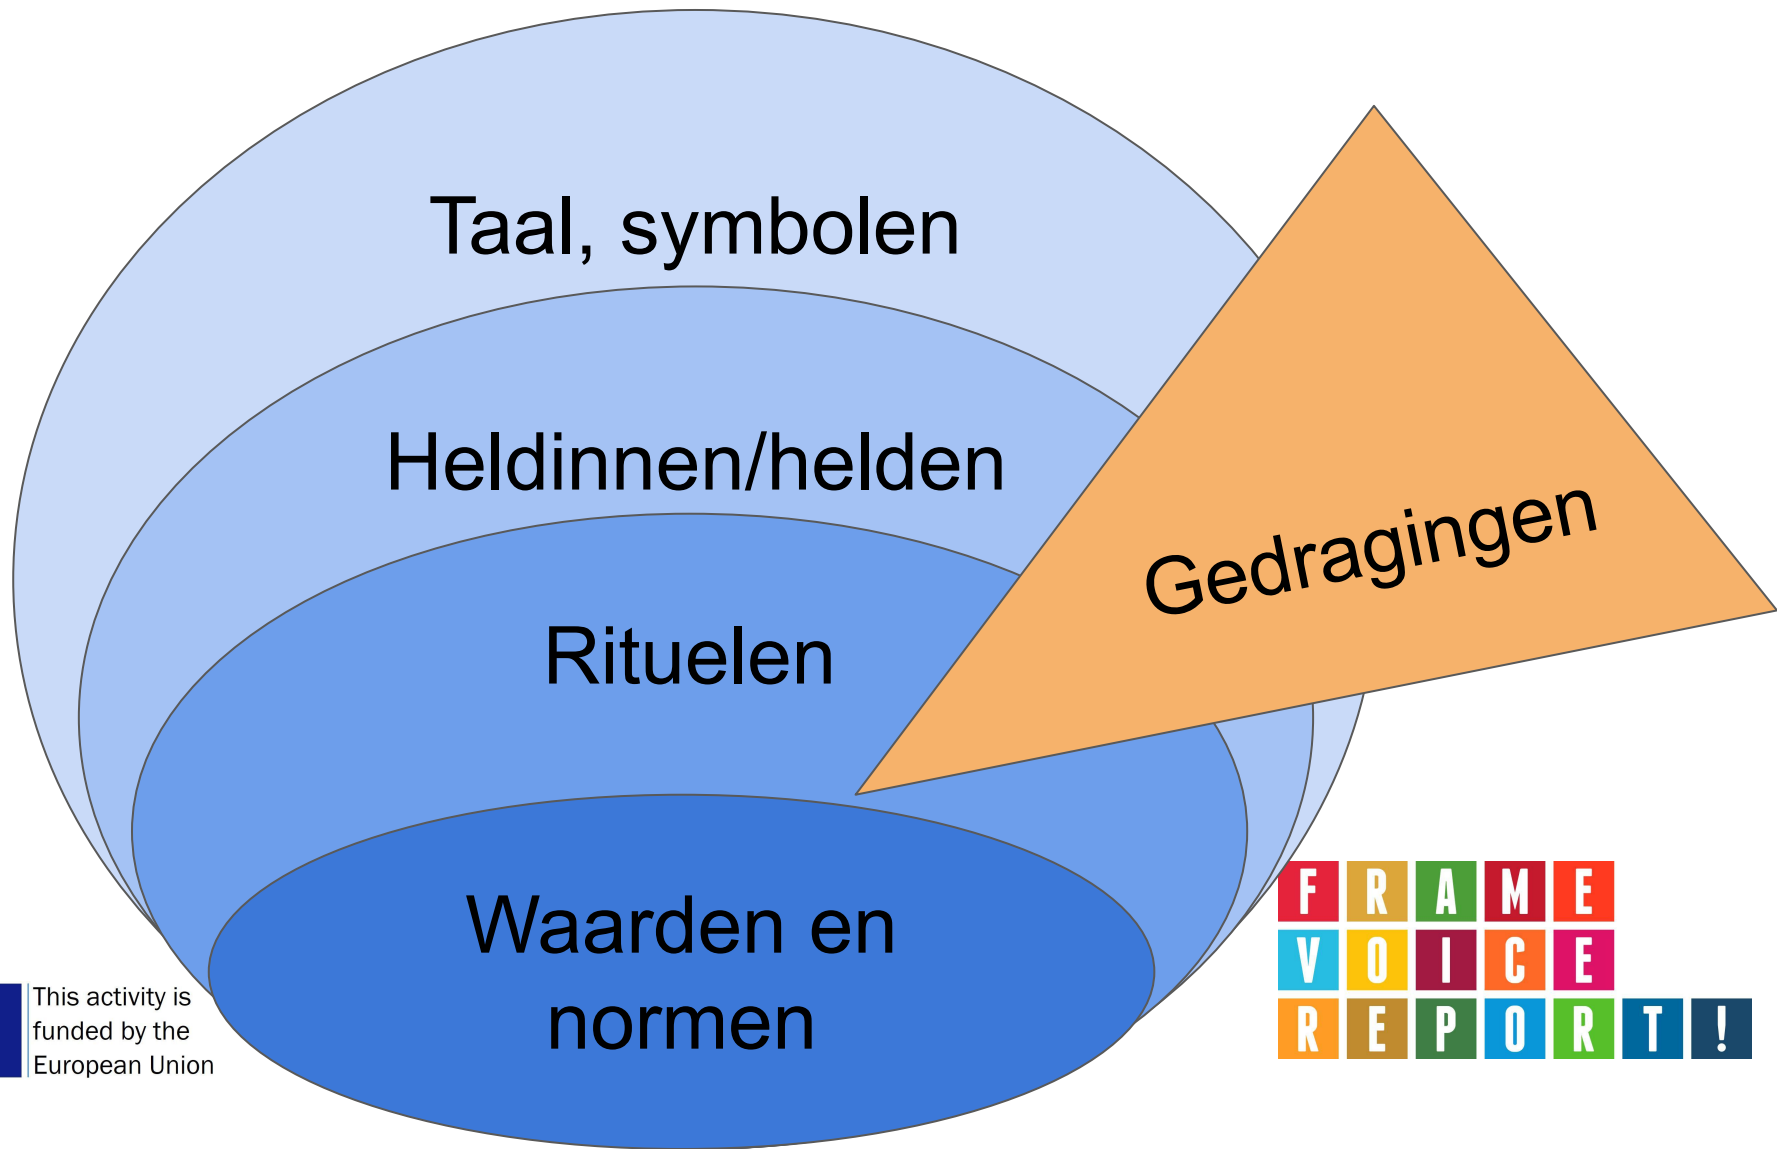 Taal, symbolen
Heldinnen/helden
Rituelen
Gedragingen
Waarden en
normen
This activity is
funded by the
European Union
FRAME
VOICE
REPORT!